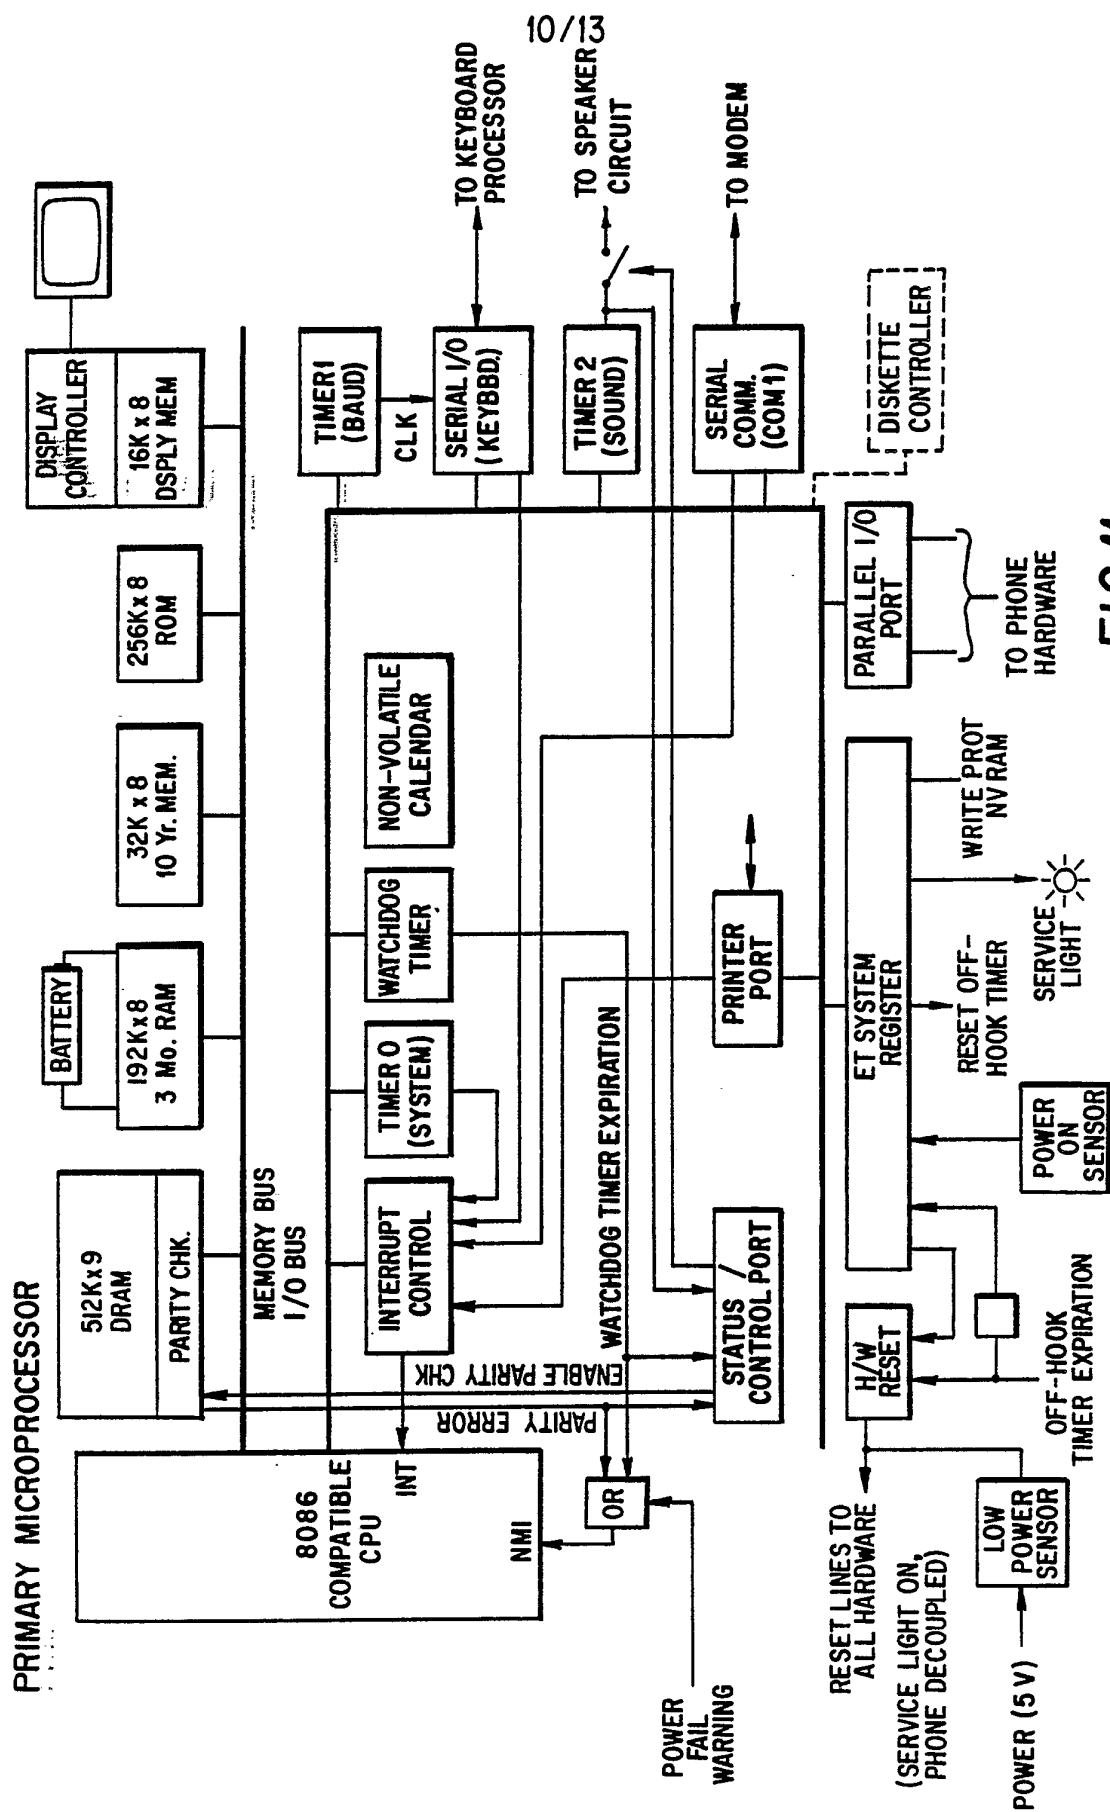 10/13
PRIMARY MICROPROCESSOR
8086
COMPATIBLE
CPU
INT
NMI
512Kx9
DRAM
PARITY CHK.
BATTERY
192Kx8
3 Mo. RAM
32K x 8
10 Yr. MEM.
256Kx8
ROM
DISPLAY
CONTROLLER
16K x 8
DSPLY MEM
MEMORY BUS
I/O BUS
INTERRUPT
CONTROL
TIMER 0
(SYSTEM)
WATCHDOG
TIMER
NON-VOLATILE
CALENDAR
TIMER1
(BAUD)
CLK
SERIAL I/O
(KEYBBD.)
TO KEYBOARD
PROCESSOR
TIMER 2
(SOUND)
TO SPEAKER
CIRCUIT
SERIAL
COMM.
(COM1)
TO MODEM
DISKETTE
CONTROLLER
PARITY ERROR
ENABLE PARITY CHK
WATCHDOG TIMER EXPIRATION
OR
POWER
FAIL
WARNING
STATUS /
CONTROL PORT
PRINTER
PORT
H/W
RESET
ET SYSTEM
REGISTER
PARALLEL I/O
PORT
TO PHONE
HARDWARE
RESET LINES TO
ALL HARDWARE
(SERVICE LIGHT ON,
PHONE DECOUPLED)
LOW
POWER
SENSOR
POWER (5 V)
OFF-HOOK
TIMER EXPIRATION
POWER
ON
SENSOR
RESET OFF-
HOOK TIMER
SERVICE
LIGHT
WRITE PROT
NV RAM